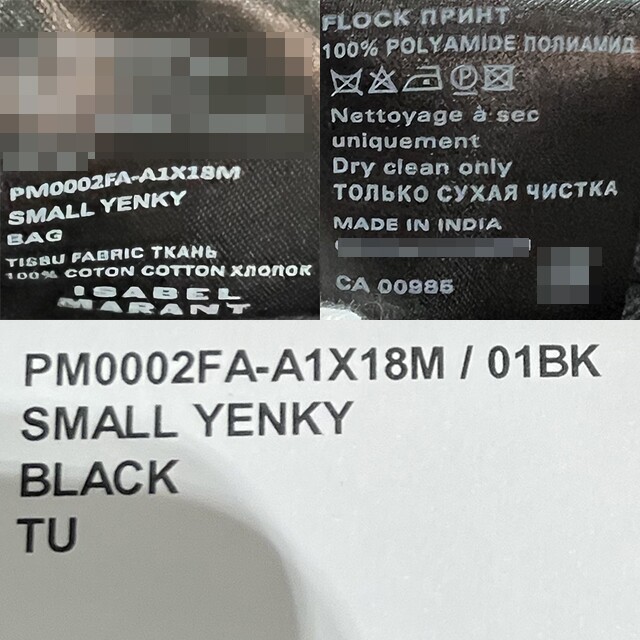 PM0002FA-A1X18M
SMALL YENKY
BAG
TISSU FABRIC ТКАНЬ
100% COTON COTTON ХЛОПОК
ISABEL
MARANT
FLOCK ПРИНТ
100% POLYAMIDE ПОЛИАМИД
Nettoyage à sec
uniquement
Dry clean only
ТОЛЬКО СУХАЯ ЧИСТКА
MADE IN INDIA
CA 00985
PM0002FA-A1X18M / 01BK
SMALL YENKY
BLACK
TU